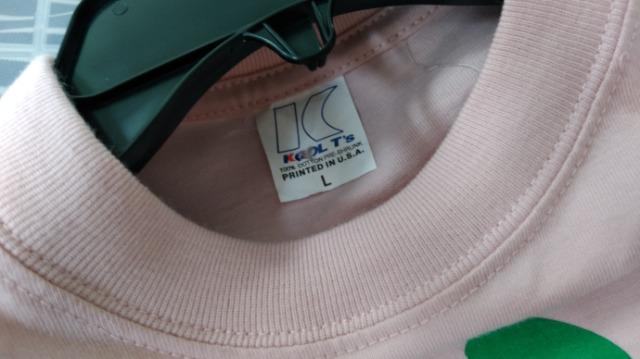 K
KOOL T's
100% COTTON PRE-SHRUNK
PRINTED IN U.S.A.
L